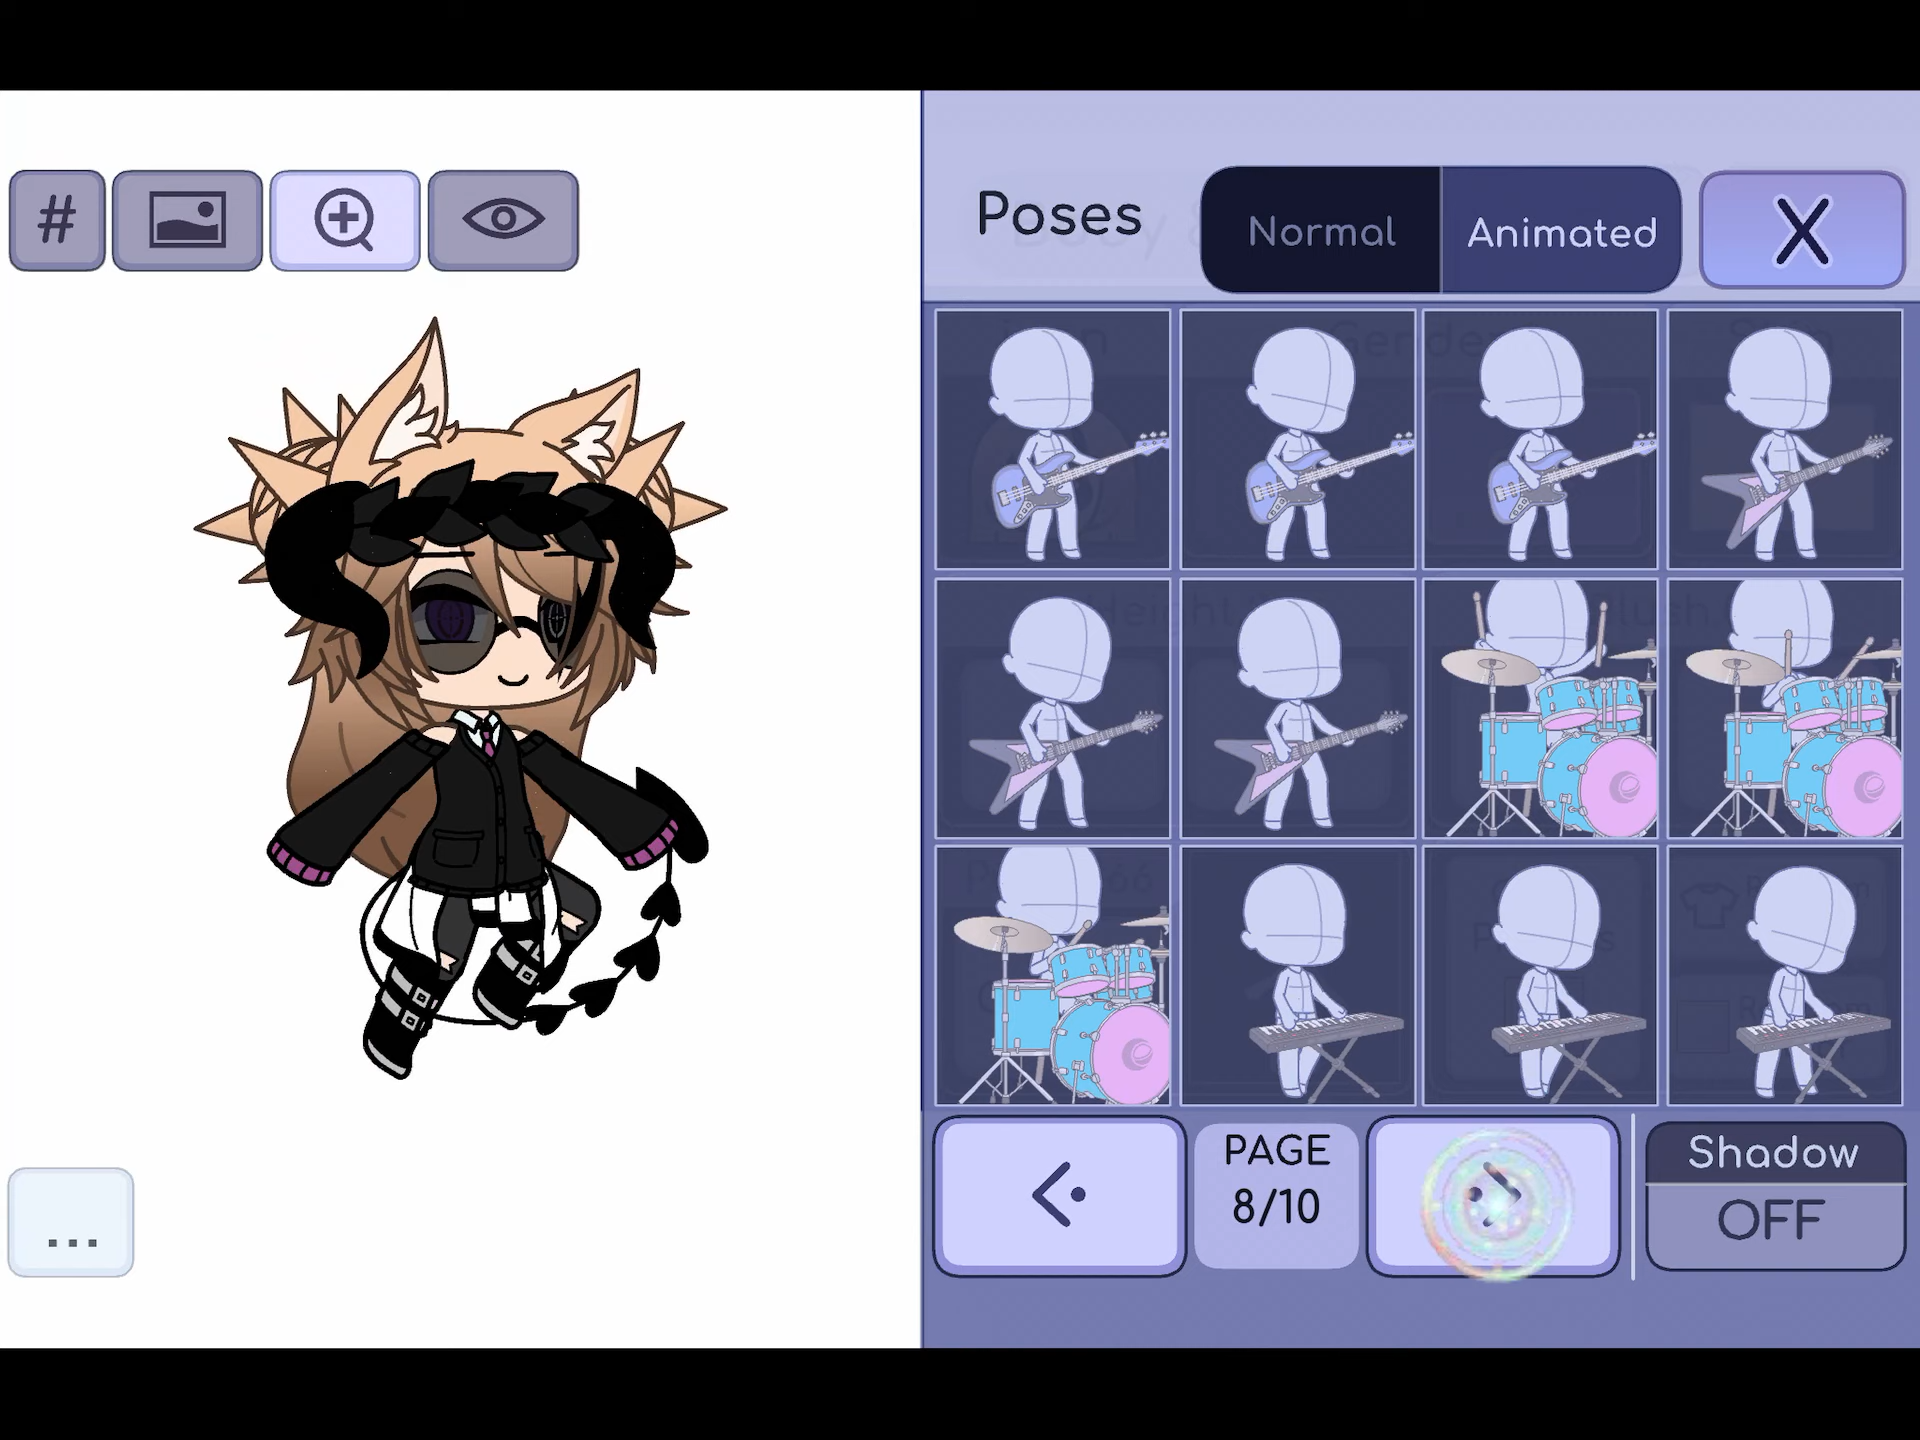 #
Poses
Normal
Animated
X
PAGE
8/10
Shadow
OFF
...